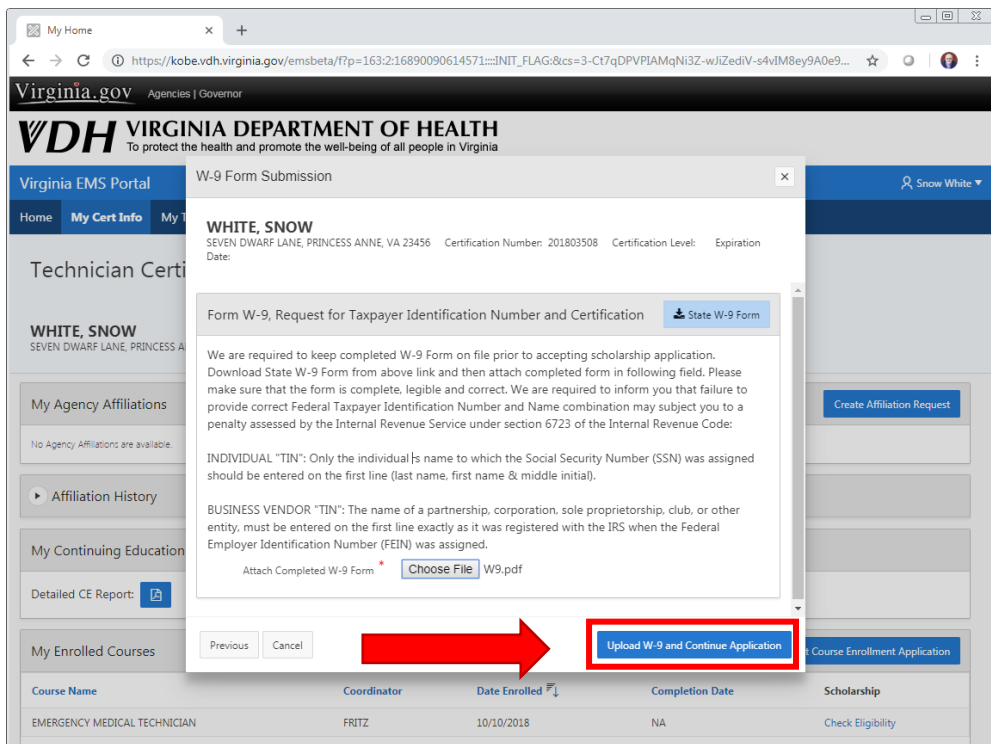 My Home
https://kobe.vdh.virginia.gov/emsbeta/f?p=163:2:16890090614571::::INIT_FLAG:&cs=3-Ct7qDPVPIAMqNi3Z-wJiZediV-s4vIM8ey9A0e9...
Virginia.gov Agencies | Governor
VDH VIRGINIA DEPARTMENT OF HEALTH
To protect the health and promote the well-being of all people in Virginia
Virginia EMS Portal
Snow White
Home My Cert Info My T
W-9 Form Submission
WHITE, SNOW
SEVEN DWARF LANE, PRINCESS ANNE, VA 23456 Certification Number: 201803508 Certification Level: Expiration
Date:
Technician Certi
WHITE, SNOW
SEVEN DWARF LANE, PRINCESS A
Form W-9, Request for Taxpayer Identification Number and Certification
State W-9 Form
We are required to keep completed W-9 Form on file prior to accepting scholarship application.
Download State W-9 Form from above link and then attach completed form in following field. Please
make sure that the form is complete, legible and correct. We are required to inform you that failure to
provide correct Federal Taxpayer Identification Number and Name combination may subject you to a
penalty assessed by the Internal Revenue Service under section 6723 of the Internal Revenue Code:
INDIVIDUAL "TIN": Only the individual s name to which the Social Security Number (SSN) was assigned
should be entered on the first line (last name, first name & middle initial).
BUSINESS VENDOR "TIN": The name of a partnership, corporation, sole proprietorship, club, or other
entity, must be entered on the first line exactly as it was registered with the IRS when the Federal
Employer Identification Number (FEIN) was assigned.
Attach Completed W-9 Form * Choose File W9.pdf
Previous Cancel
Upload W-9 and Continue Application
My Agency Affiliations
Create Affiliation Request
No Agency Affiliations are available.
Affiliation History
My Continuing Education
Detailed CE Report:
My Enrolled Courses
t Course Enrollment Application
Course Name Coordinator Date Enrolled Completion Date Scholarship
EMERGENCY MEDICAL TECHNICIAN FRITZ 10/10/2018 NA Check Eligibility